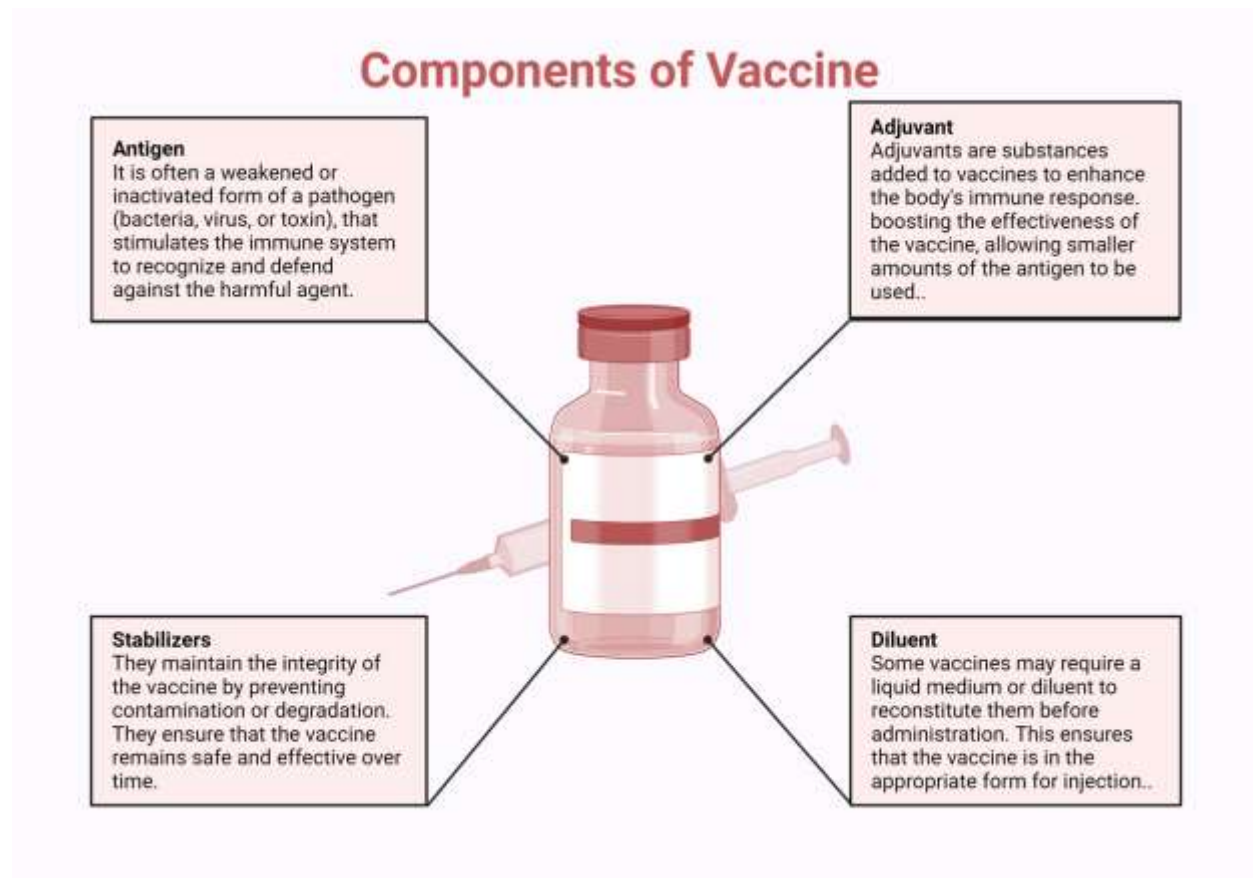 Components of Vaccine
Antigen
It is often a weakened or
inactivated form of a pathogen
(bacteria, virus, or toxin), that
stimulates the immune system
to recognize and defend
against the harmful agent.
Adjuvant
Adjuvants are substances
added to vaccines to enhance
the body's immune response.
boosting the effectiveness of
the vaccine, allowing smaller
amounts of the antigen to be
used..
Stabilizers
They maintain the integrity of
the vaccine by preventing
contamination or degradation.
They ensure that the vaccine
remains safe and effective over
time.
Diluent
Some vaccines may require a
liquid medium or diluent to
reconstitute them before
administration. This ensures
that the vaccine is in the
appropriate form for injection..